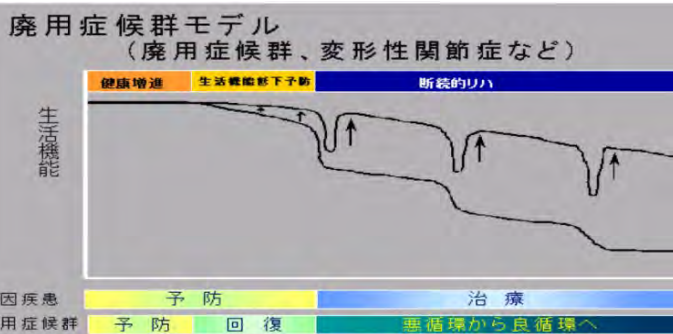 廃用症候群モデル
（廃用症候群、変形性関節症など）
健康増進 生活機能低下予防 断続的リハ
生活機能
因疾患 予防 治療
用症候群 予防 回復 悪循環から良循環へ